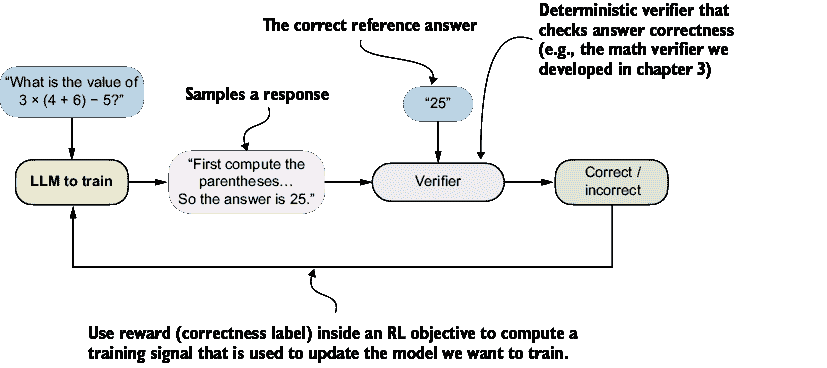 The correct reference answer
Deterministic verifier that
checks answer correctness
(e.g., the math verifier we
developed in chapter 3)
“What is the value of
3 × (4 + 6) − 5?”
Samples a response
“25”
LLM to train
“First compute the
parentheses…
So the answer is 25.”
Verifier
Correct /
incorrect
Use reward (correctness label) inside an RL objective to compute a
training signal that is used to update the model we want to train.